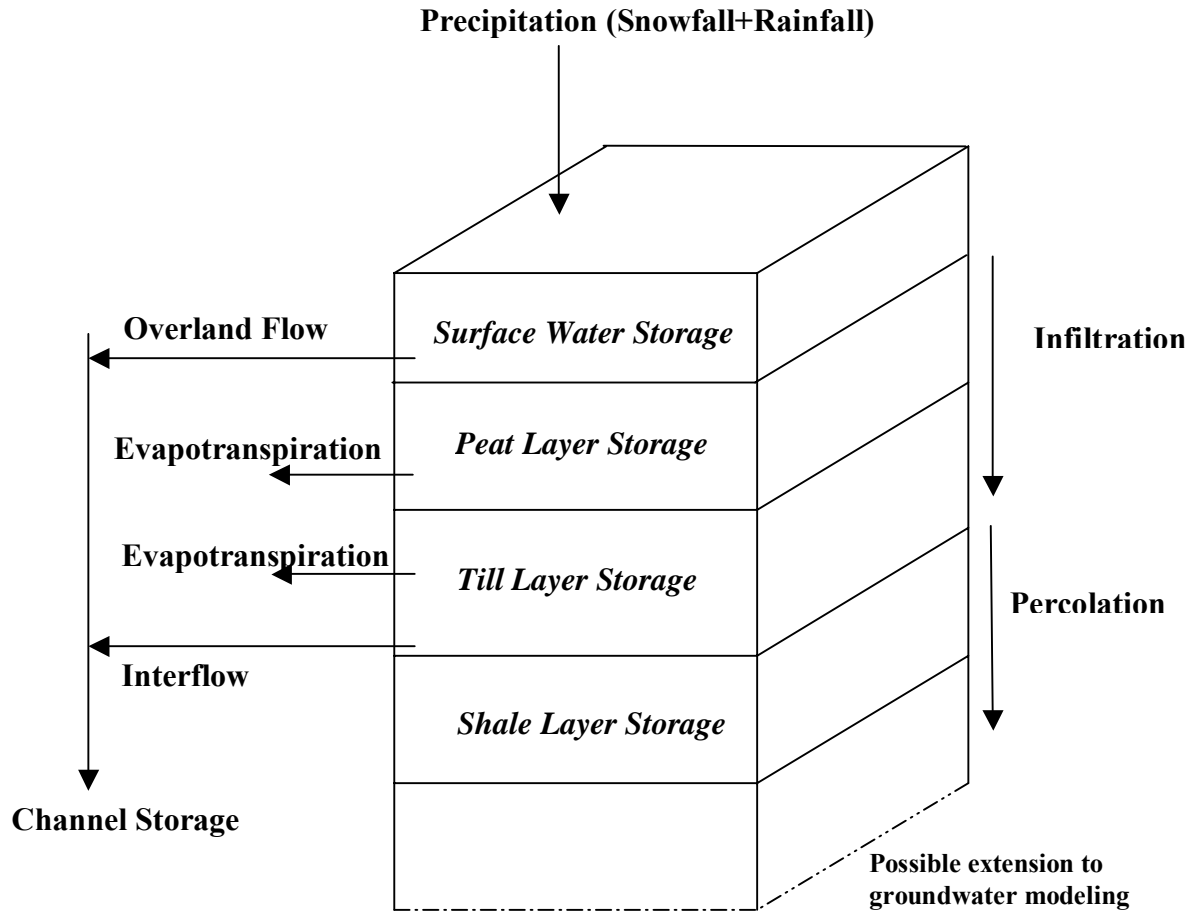 Precipitation (Snowfall+Rainfall)
Overland Flow
Surface Water Storage
Infiltration
Evapotranspiration
Peat Layer Storage
Evapotranspiration
Till Layer Storage
Percolation
Interflow
Shale Layer Storage
Channel Storage
Possible extension to
groundwater modeling